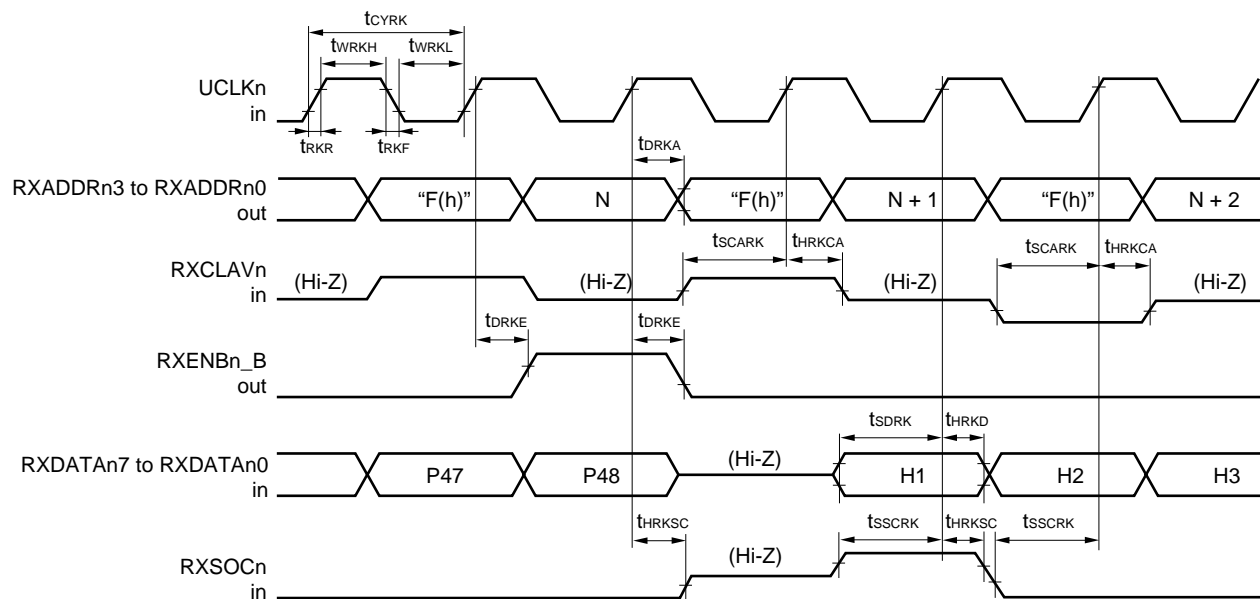 tCYRK
tWRKH tWRKL
UCLKn
in
tRKR tRKF
tDRKA
RXADDRn3 to RXADDRn0
out
“F(h)” N “F(h)” N + 1 “F(h)” N + 2
tSCARK tHRKCA tSCARK tHRKCA
RXCLAVn
in
(Hi-Z) (Hi-Z) (Hi-Z) (Hi-Z)
tDRKE tDRKE
RXENBn_B
out
tSDRK tHRKD
RXDATAn7 to RXDATAn0
in
P47 P48 (Hi-Z) H1 H2 H3
tHRKSC tSSCRK tHRKSC tSSCRK
RXSOCn
in
(Hi-Z)